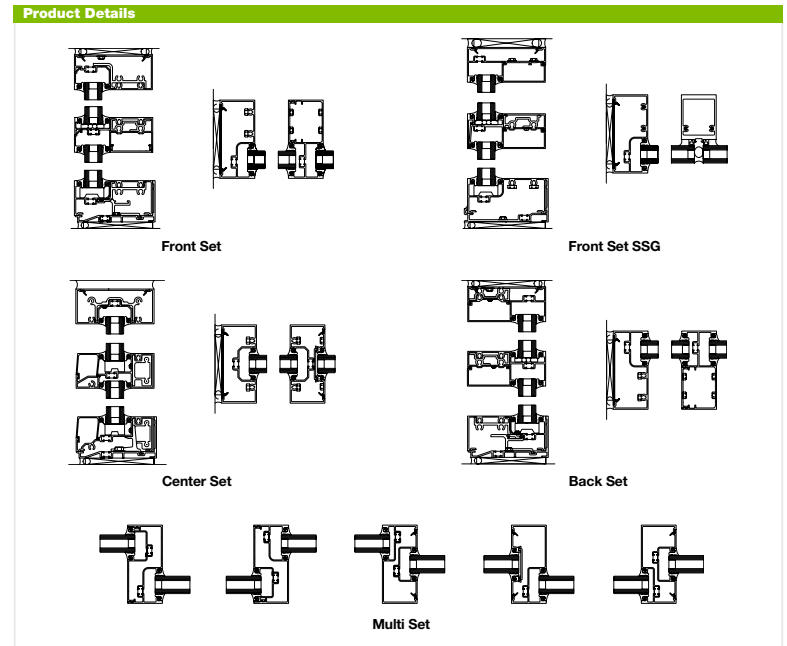 Product Details
Front Set
Front Set SSG
Center Set
Back Set
Multi Set